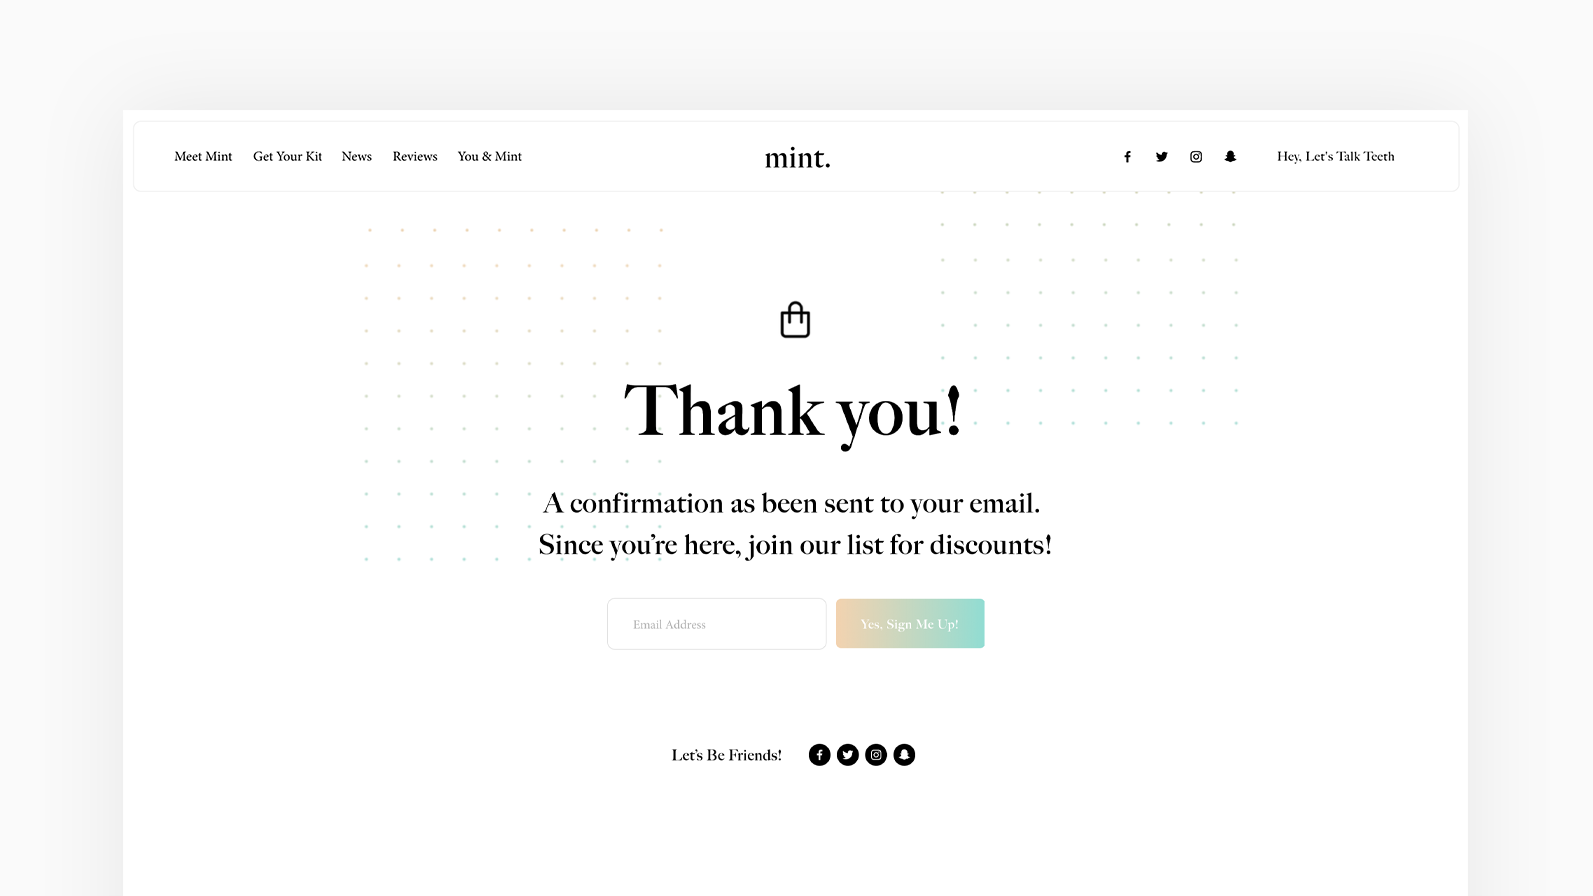 Meet Mint Get Your Kit News Reviews You & Mint mint. Hey, Let's Talk Teeth
Thank you!
A confirmation as been sent to your email.
Since you’re here, join our list for discounts!
Email Address Yes, Sign Me Up!
Let’s Be Friends!